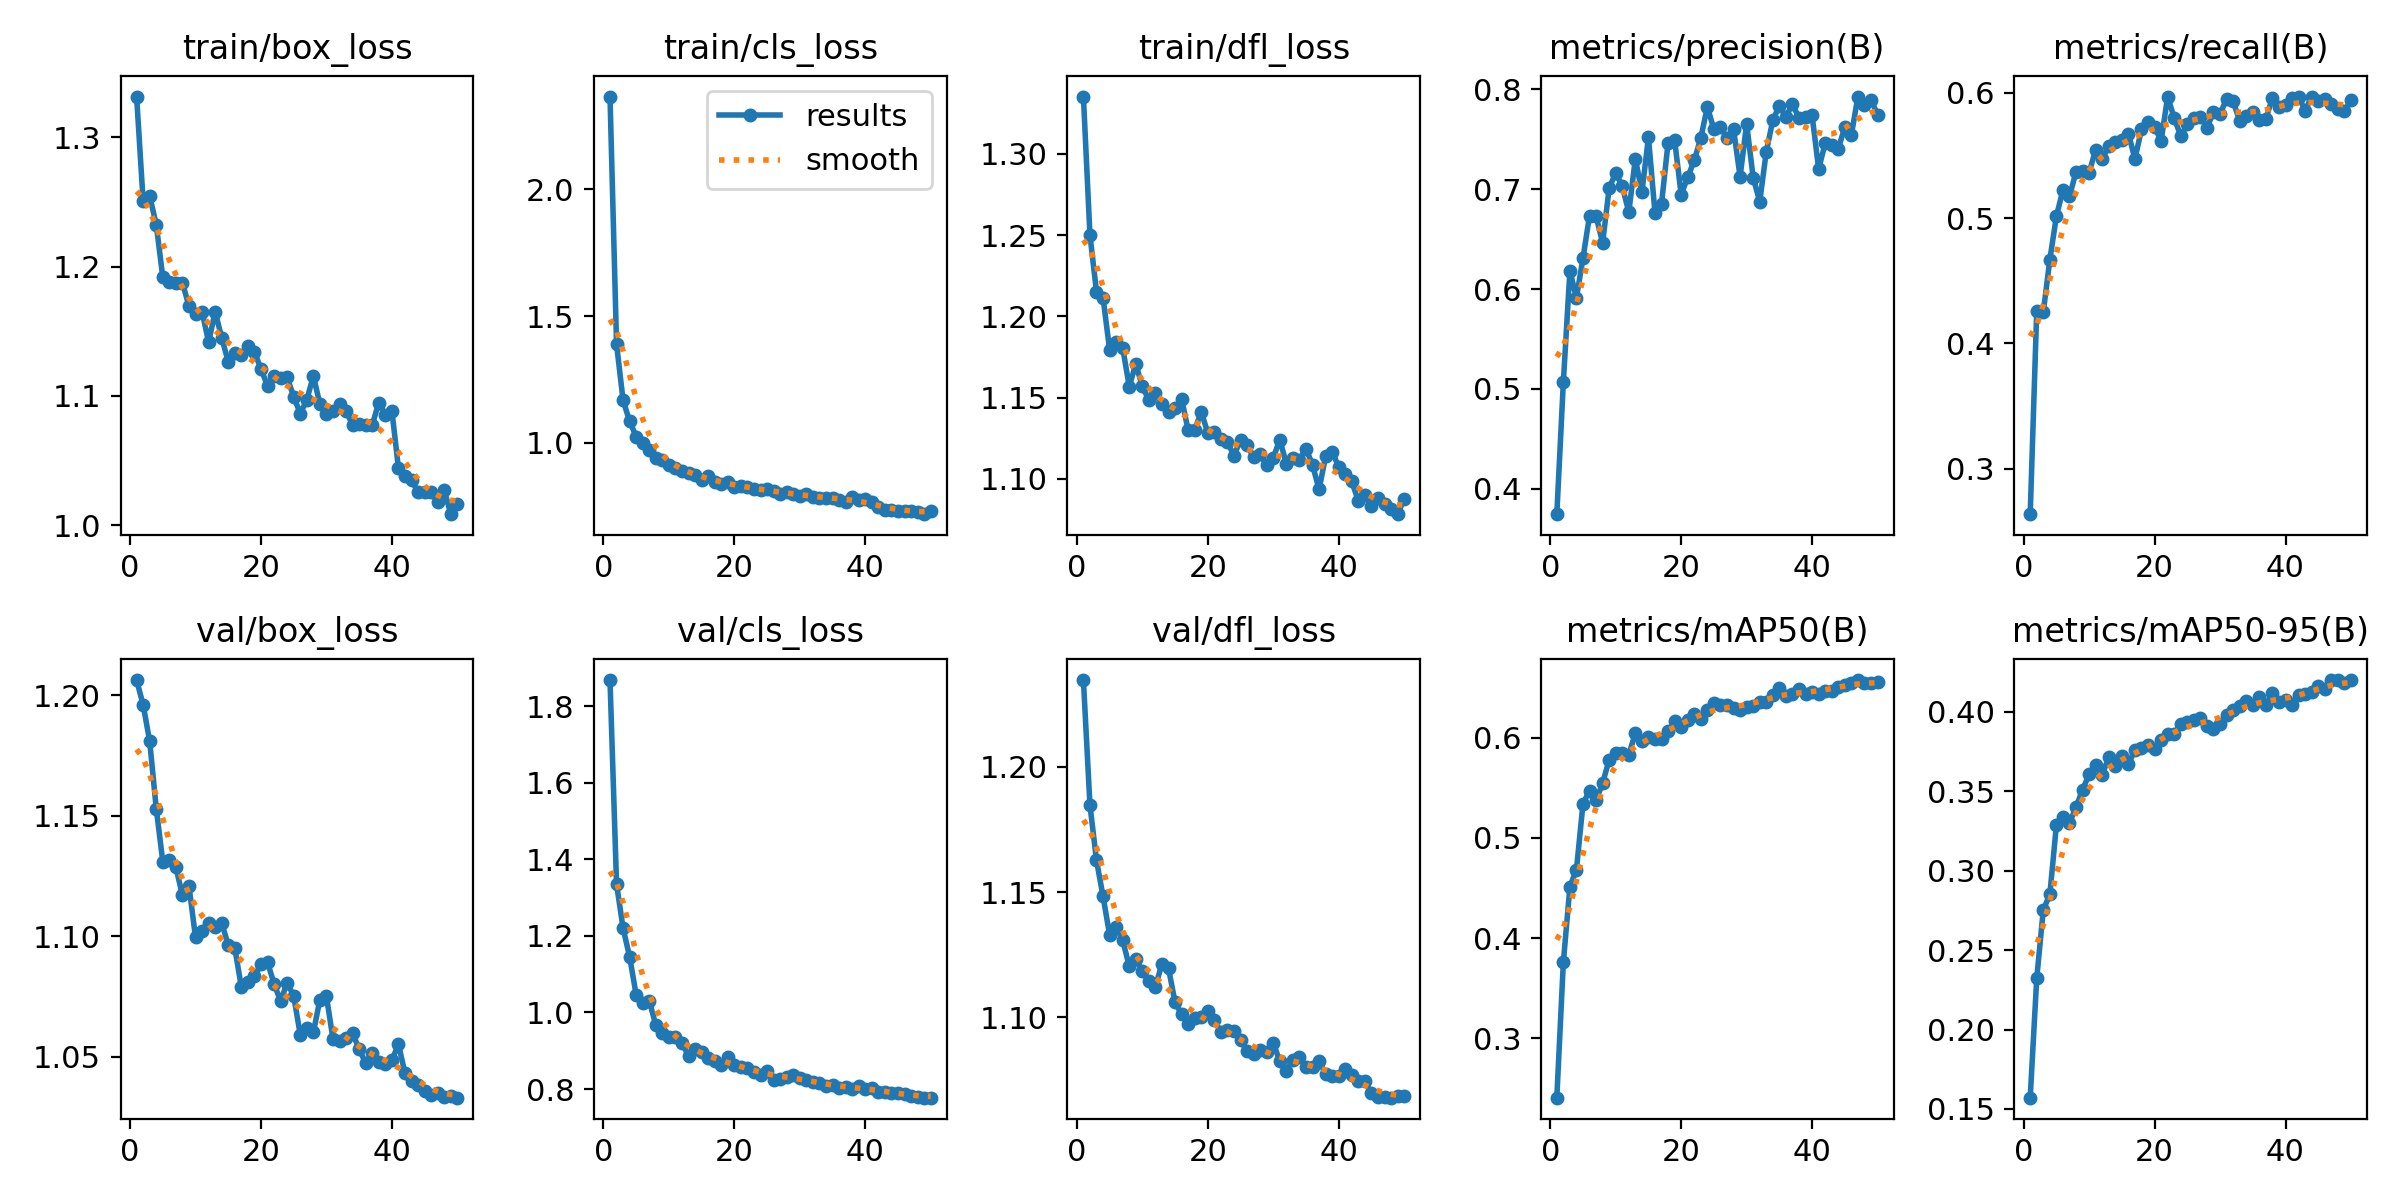 train/box_loss
train/cls_loss
train/dfl_loss
metrics/precision(B)
metrics/recall(B)
1.3
1.2
1.1
1.0
0 20 40
results
smooth
2.0
1.5
1.0
0 20 40
1.30
1.25
1.20
1.15
1.10
0 20 40
0.8
0.7
0.6
0.5
0.4
0 20 40
0.6
0.5
0.4
0.3
0 20 40
val/box_loss
val/cls_loss
val/dfl_loss
metrics/mAP50(B)
metrics/mAP50-95(B)
1.20
1.15
1.10
1.05
0 20 40
1.8
1.6
1.4
1.2
1.0
0.8
0 20 40
1.20
1.15
1.10
0 20 40
0.6
0.5
0.4
0.3
0 20 40
0.40
0.35
0.30
0.25
0.20
0.15
0 20 40